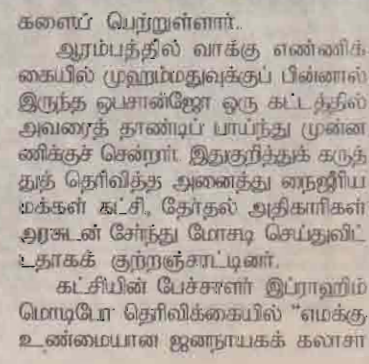 களைப் பெற்றுள்ளார்.
ஆரம்பத்தில் வாக்கு எண்ணிக்
கையில் முஹம்மதுவுக்குப் பின்னால்
இருந்த ஒபசான்ஜோ ஒரு கட்டத்தில்
அவரைத் தாண்டிப் பாய்ந்து முன்ன
ணிக்குச் சென்றார். இதுகுறித்துக் கருத்
துத் தெரிவித்த அனைத்து நைஜீரிய
மக்கள் கட்சி, தேர்தல் அதிகாரிகள்
அரசுடன் சேர்ந்து மோசடி செய்துவிட்
டதாகக் குற்றஞ்சாட்டினர்.
கட்சியின் பேச்சாளர் இப்ராஹிம்
மொடிபோ தெரிவிக்கையில் "எமக்கு
உண்மையான ஜனநாயகக் கலாசா